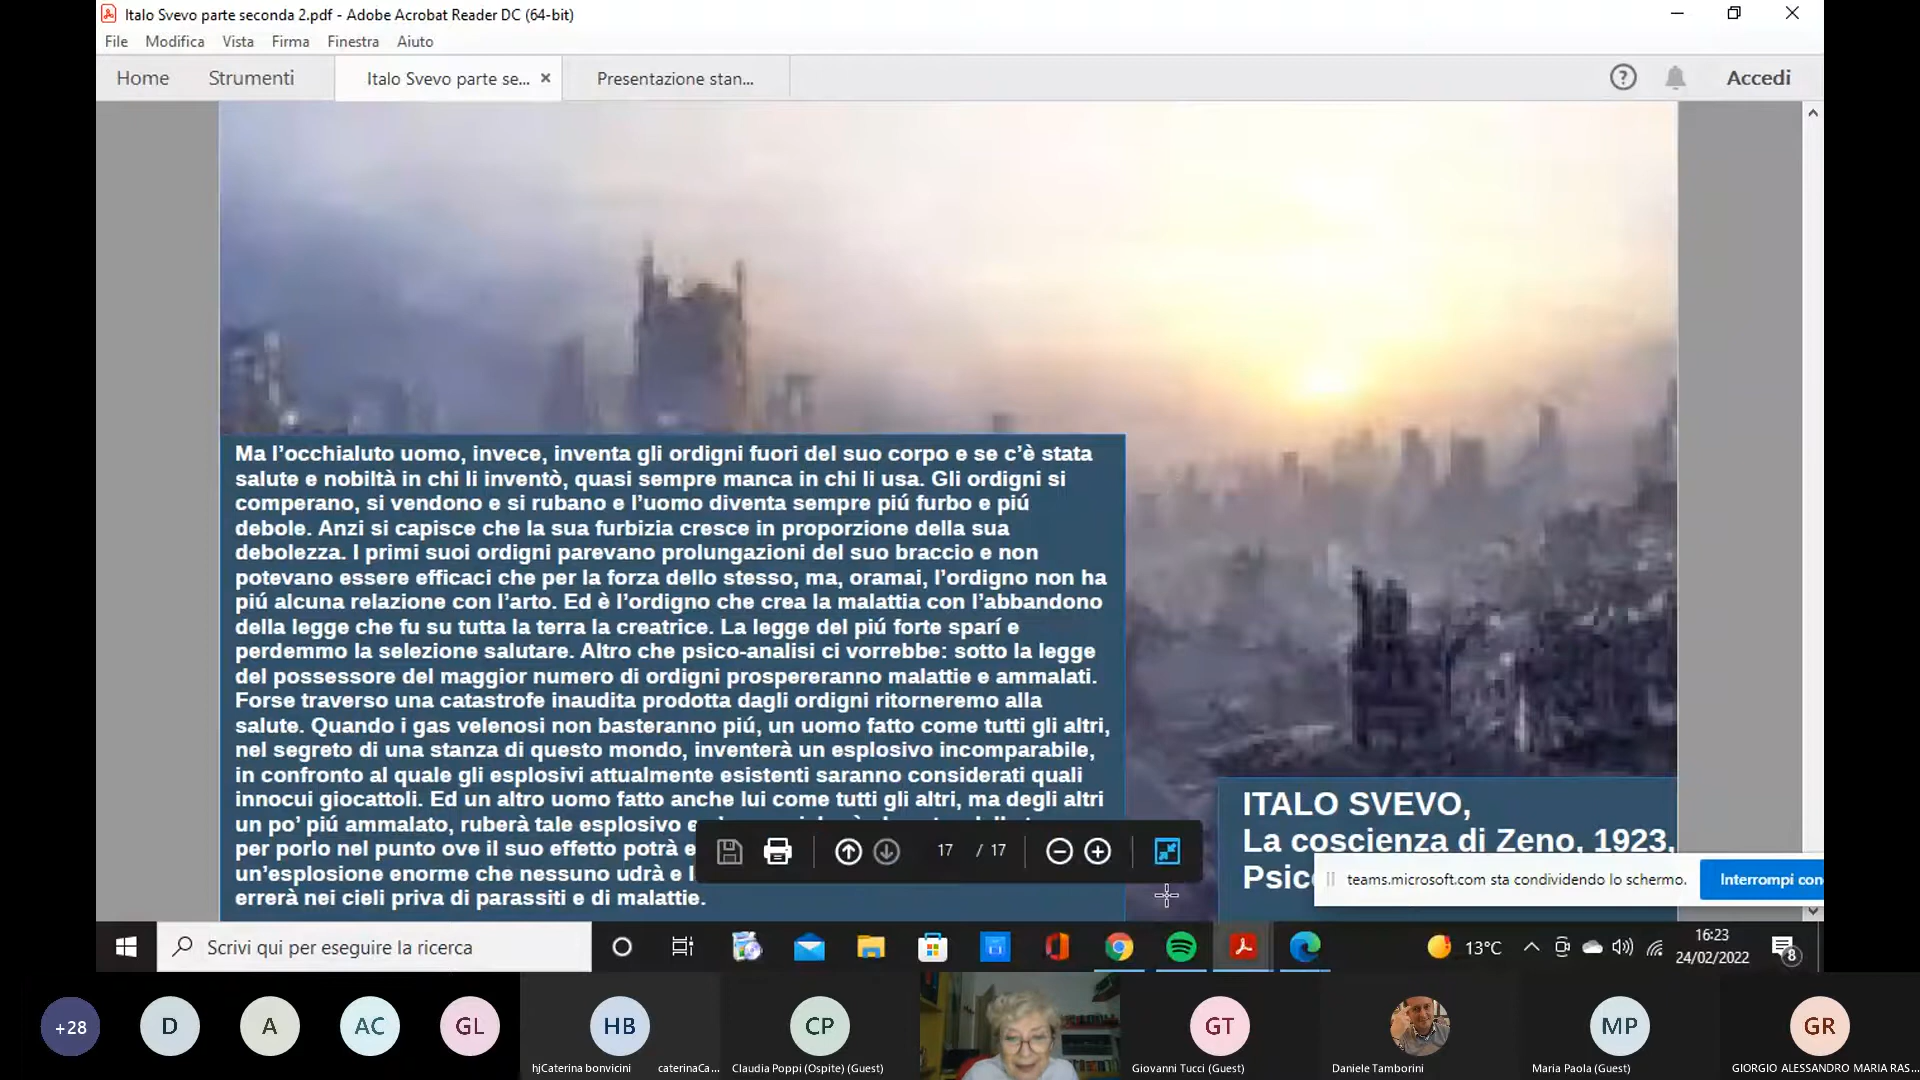 Italo Svevo parte seconda 2.pdf - Adobe Acrobat Reader DC (64-bit)
File Modifica Vista Firma Finestra Aiuto
Home Strumenti Italo Svevo parte se... × Presentazione stan... ? Accedi
Ma l’occhialuto uomo, invece, inventa gli ordigni fuori del suo corpo e se c’è stata
salute e nobiltà in chi li inventò, quasi sempre manca in chi li usa. Gli ordigni si
comperano, si vendono e si rubano e l’uomo diventa sempre piú furbo e piú
debole. Anzi si capisce che la sua furbizia cresce in proporzione della sua
debolezza. I primi suoi ordigni parevano prolungazioni del suo braccio e non
potevano essere efficaci che per la forza dello stesso, ma, oramai, l’ordigno non ha
piú alcuna relazione con l’arto. Ed è l’ordigno che crea la malattia con l’abbandono
della legge che fu su tutta la terra la creatrice. La legge del piú forte sparí e
perdemmo la selezione salutare. Altro che psico-analisi ci vorrebbe: sotto la legge
del possessore del maggior numero di ordigni prospereranno malattie e ammalati.
Forse traverso una catastrofe inaudita prodotta dagli ordigni ritorneremo alla
salute. Quando i gas velenosi non basteranno piú, un uomo fatto come tutti gli altri,
nel segreto di una stanza di questo mondo, inventerà un esplosivo incomparabile,
in confronto al quale gli esplosivi attualmente esistenti saranno considerati quali
innocui giocattoli. Ed un altro uomo fatto anche lui come tutti gli altri, ma degli altri
un po’ piú ammalato, ruberà tale esplosivo e
per porlo nel punto ove il suo effetto potrà e
un’esplosione enorme che nessuno udrà e l
errerà nei cieli priva di parassiti e di malattie.
17 / 17
ITALO SVEVO,
La coscienza di Zeno, 1923,
Psic
teams.microsoft.com sta condividendo lo schermo. Interrompi con
Scrivi qui per eseguire la ricerca
13°C
16:23
24/02/2022
8
+28 D A AC GL HB CP GT MP GR
hjCaterina bonvicini caterinaCa... Claudia Poppi (Ospite) (Guest) Giovanni Tucci (Guest) Daniele Tamborini Maria Paola (Guest) GIORGIO ALESSANDRO MARIA RAS...